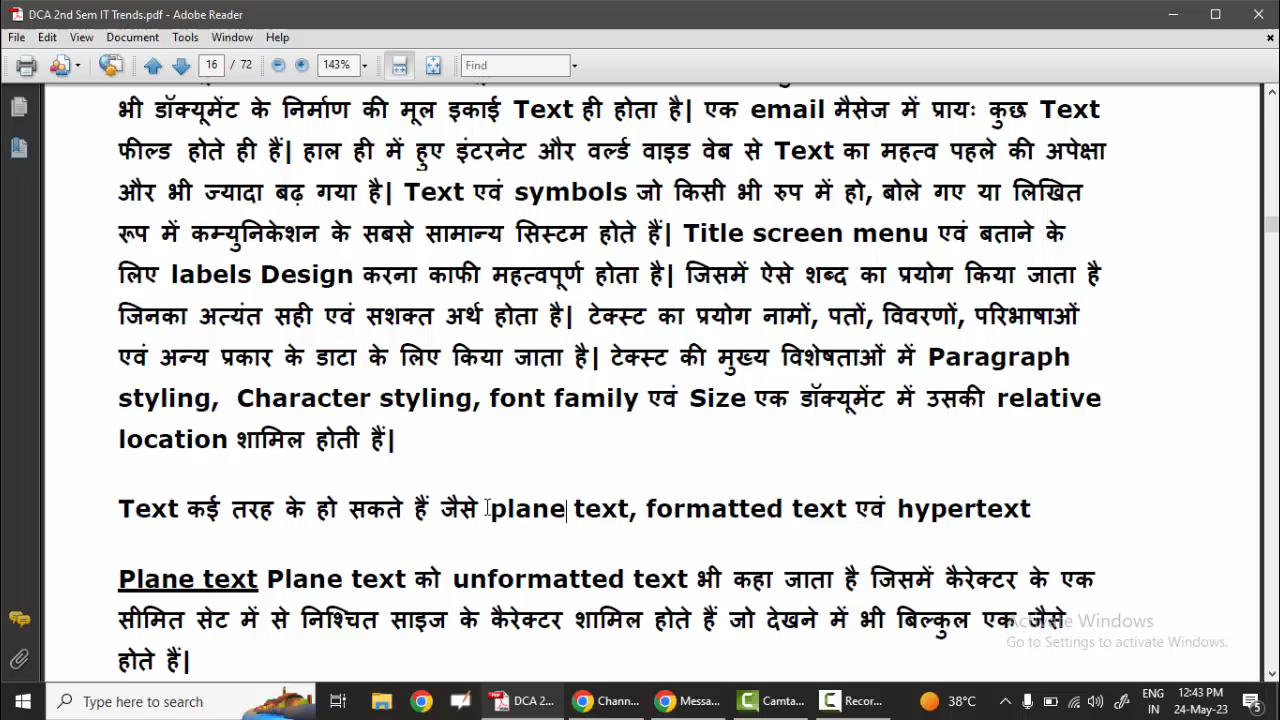 DCA 2nd Sem IT Trends.pdf - Adobe Reader
File Edit View Document Tools Window Help
16 / 72 143% Find
भी डॉक्यूमेंट के निर्माण की मूल इकाई Text ही होता है| एक email मैसेज में प्रायः कुछ Text
फील्ड होते ही हैं| हाल ही में हुए इंटरनेट और वर्ल्ड वाइड वेब से Text का महत्व पहले की अपेक्षा
और भी ज्यादा बढ़ गया है| Text एवं symbols जो किसी भी रुप में हो, बोले गए या लिखित
रूप में कम्युनिकेशन के सबसे सामान्य सिस्टम होते हैं| Title screen menu एवं बताने के
लिए labels Design करना काफी महत्वपूर्ण होता है| जिसमें ऐसे शब्द का प्रयोग किया जाता है
जिनका अत्यंत सही एवं सशक्त अर्थ होता है| टेक्स्ट का प्रयोग नामों, पतों, विवरणों, परिभाषाओं
एवं अन्य प्रकार के डाटा के लिए किया जाता है| टेक्स्ट की मुख्य विशेषताओं में Paragraph
styling, Character styling, font family एवं Size एक डॉक्यूमेंट में उसकी relative
location शामिल होती हैं|
Text कई तरह के हो सकते हैं जैसे plane text, formatted text एवं hypertext
Plane text Plane text को unformatted text भी कहा जाता है जिसमें कैरेक्टर के एक
सीमित सेट में से निश्चित साइज के कैरेक्टर शामिल होते हैं जो देखने में भी बिल्कुल एक जैसे
होते हैं|
Activate Windows
Go to Settings to activate Windows.
Type here to search DCA 2... Chann... Messa... Camta... Recor... 38°C ENG 12:43 PM
IN 24-May-23 5